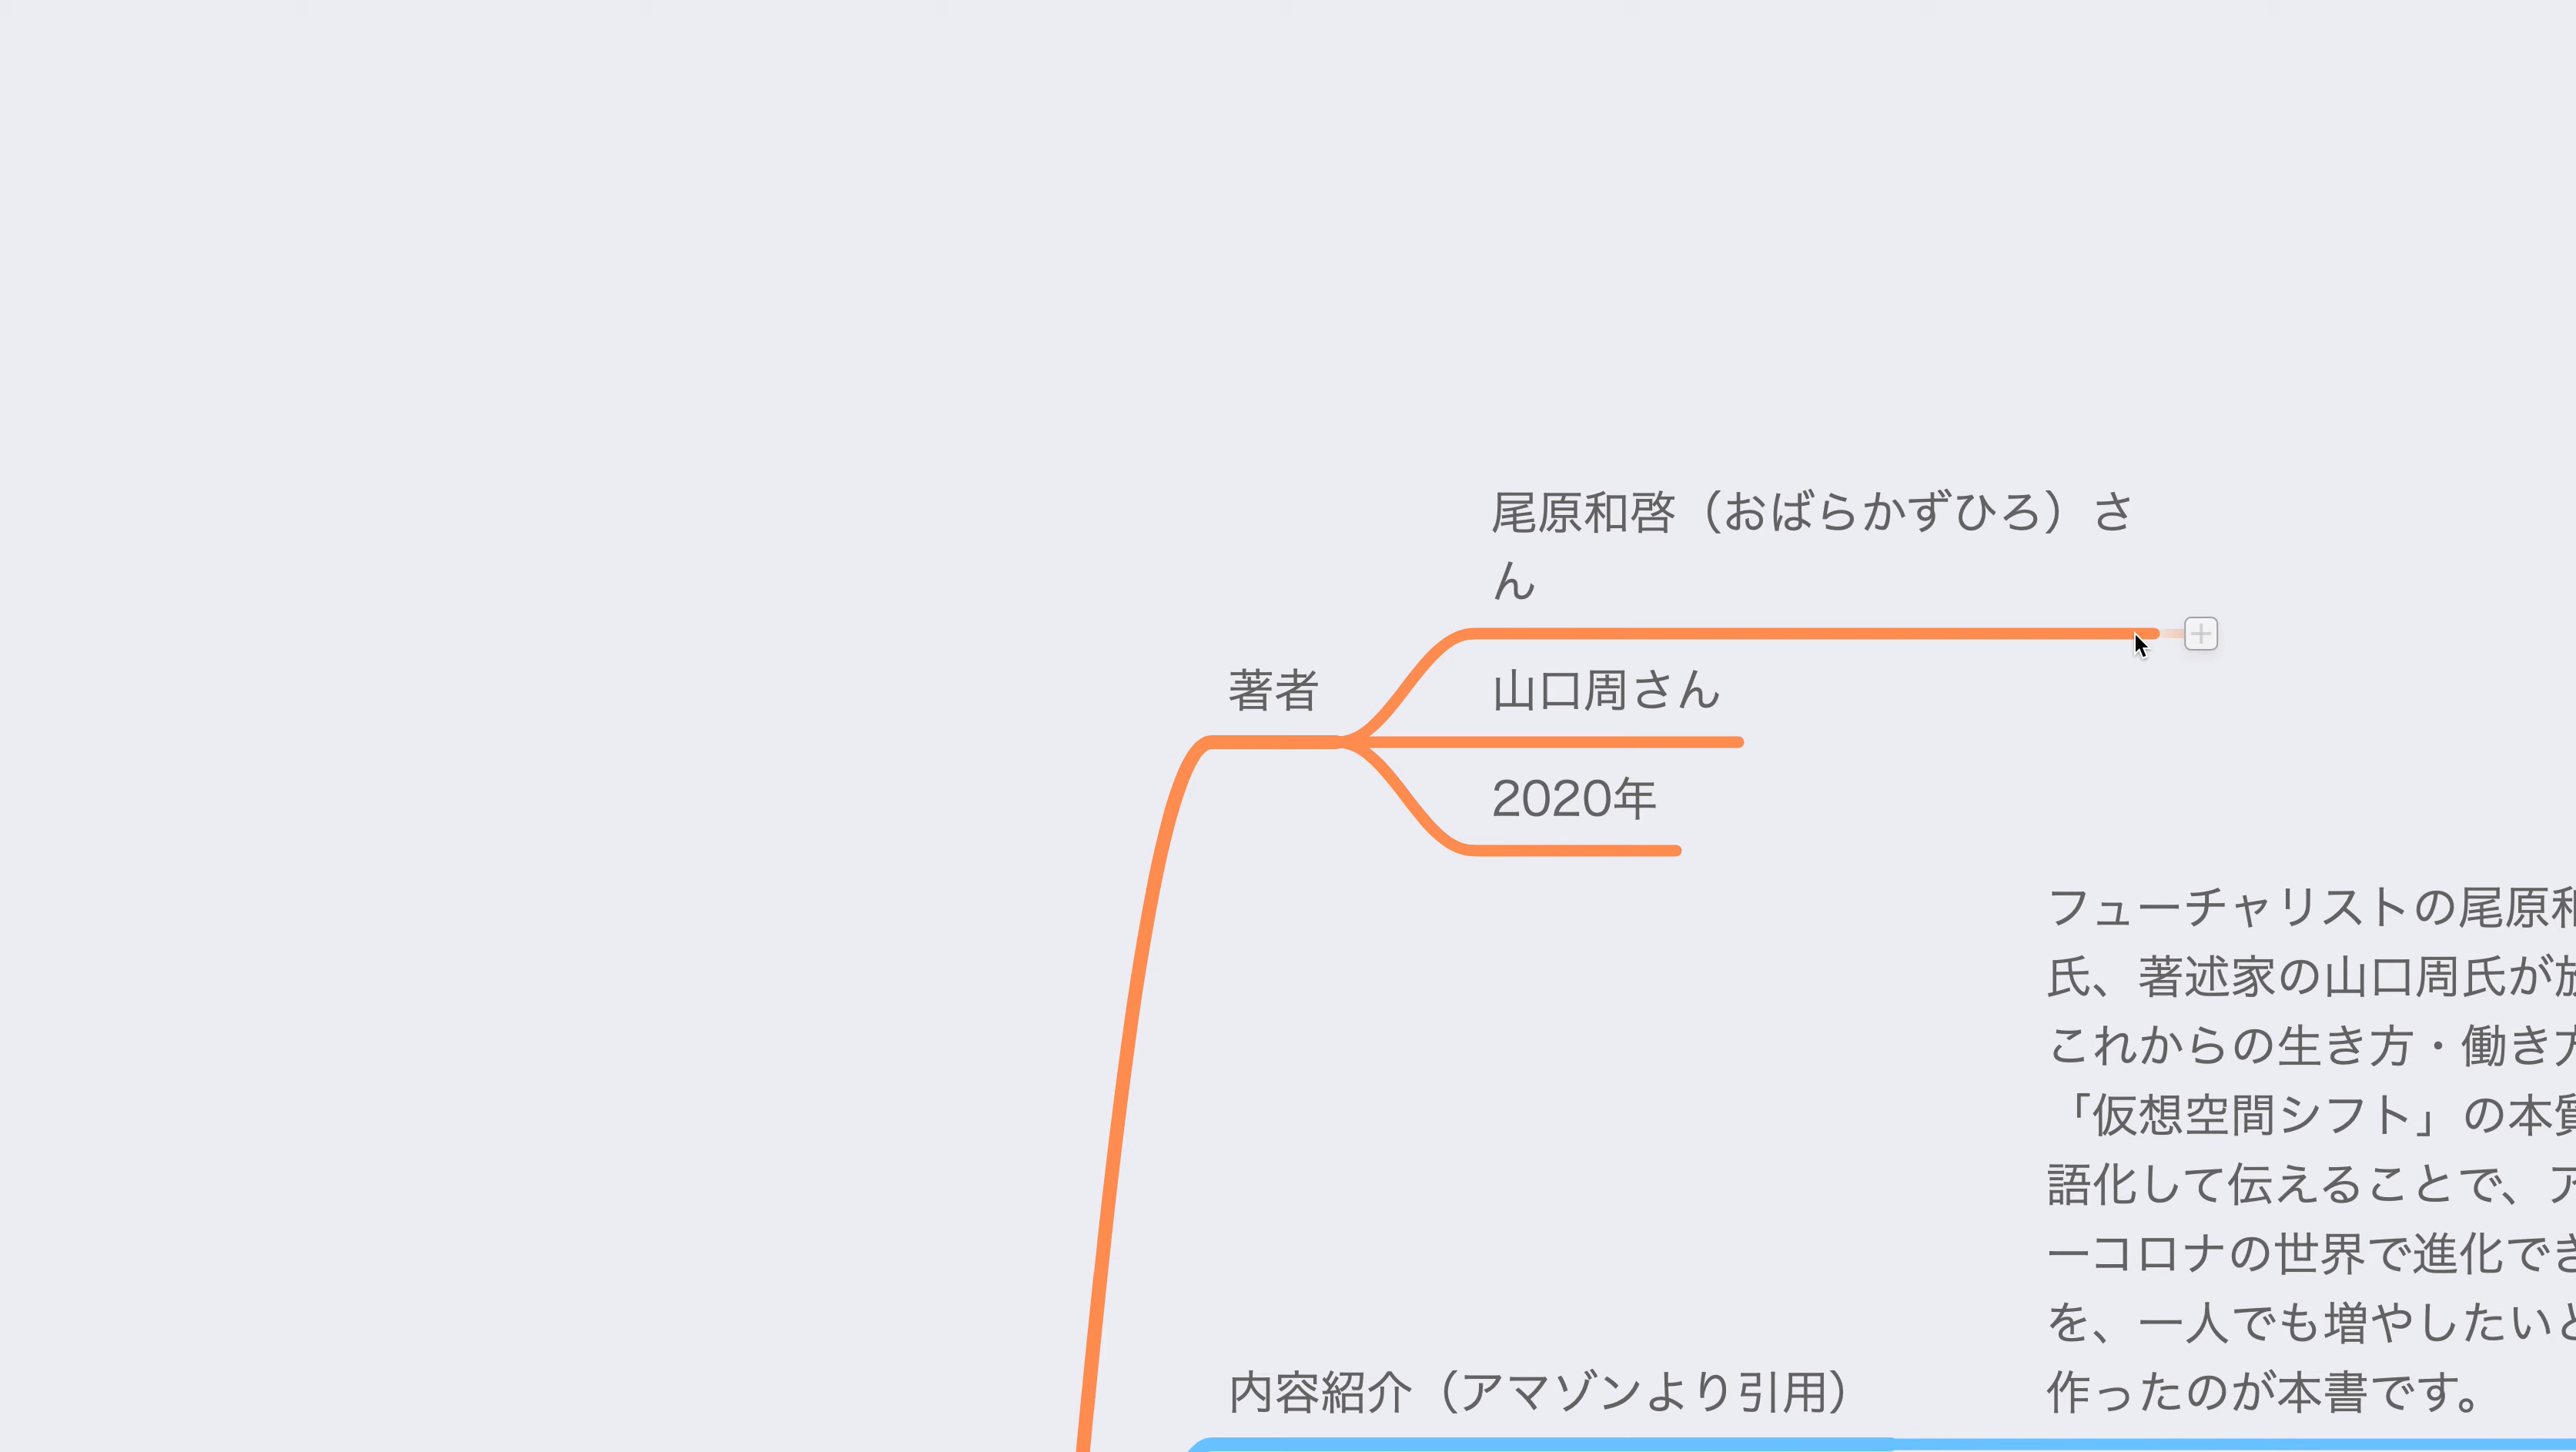 尾原和啓（おばらかずひろ）さ
ん
著者
山口周さん
2020年
フューチャリストの尾原
氏、著述家の山口周氏が
これからの生き方・働き
「仮想空間シフト」の本質
語化して伝えることで、ア
ーコロナの世界で進化でき
を、一人でも増やしたいと
作ったのが本書です。
内容紹介（アマゾンより引用）